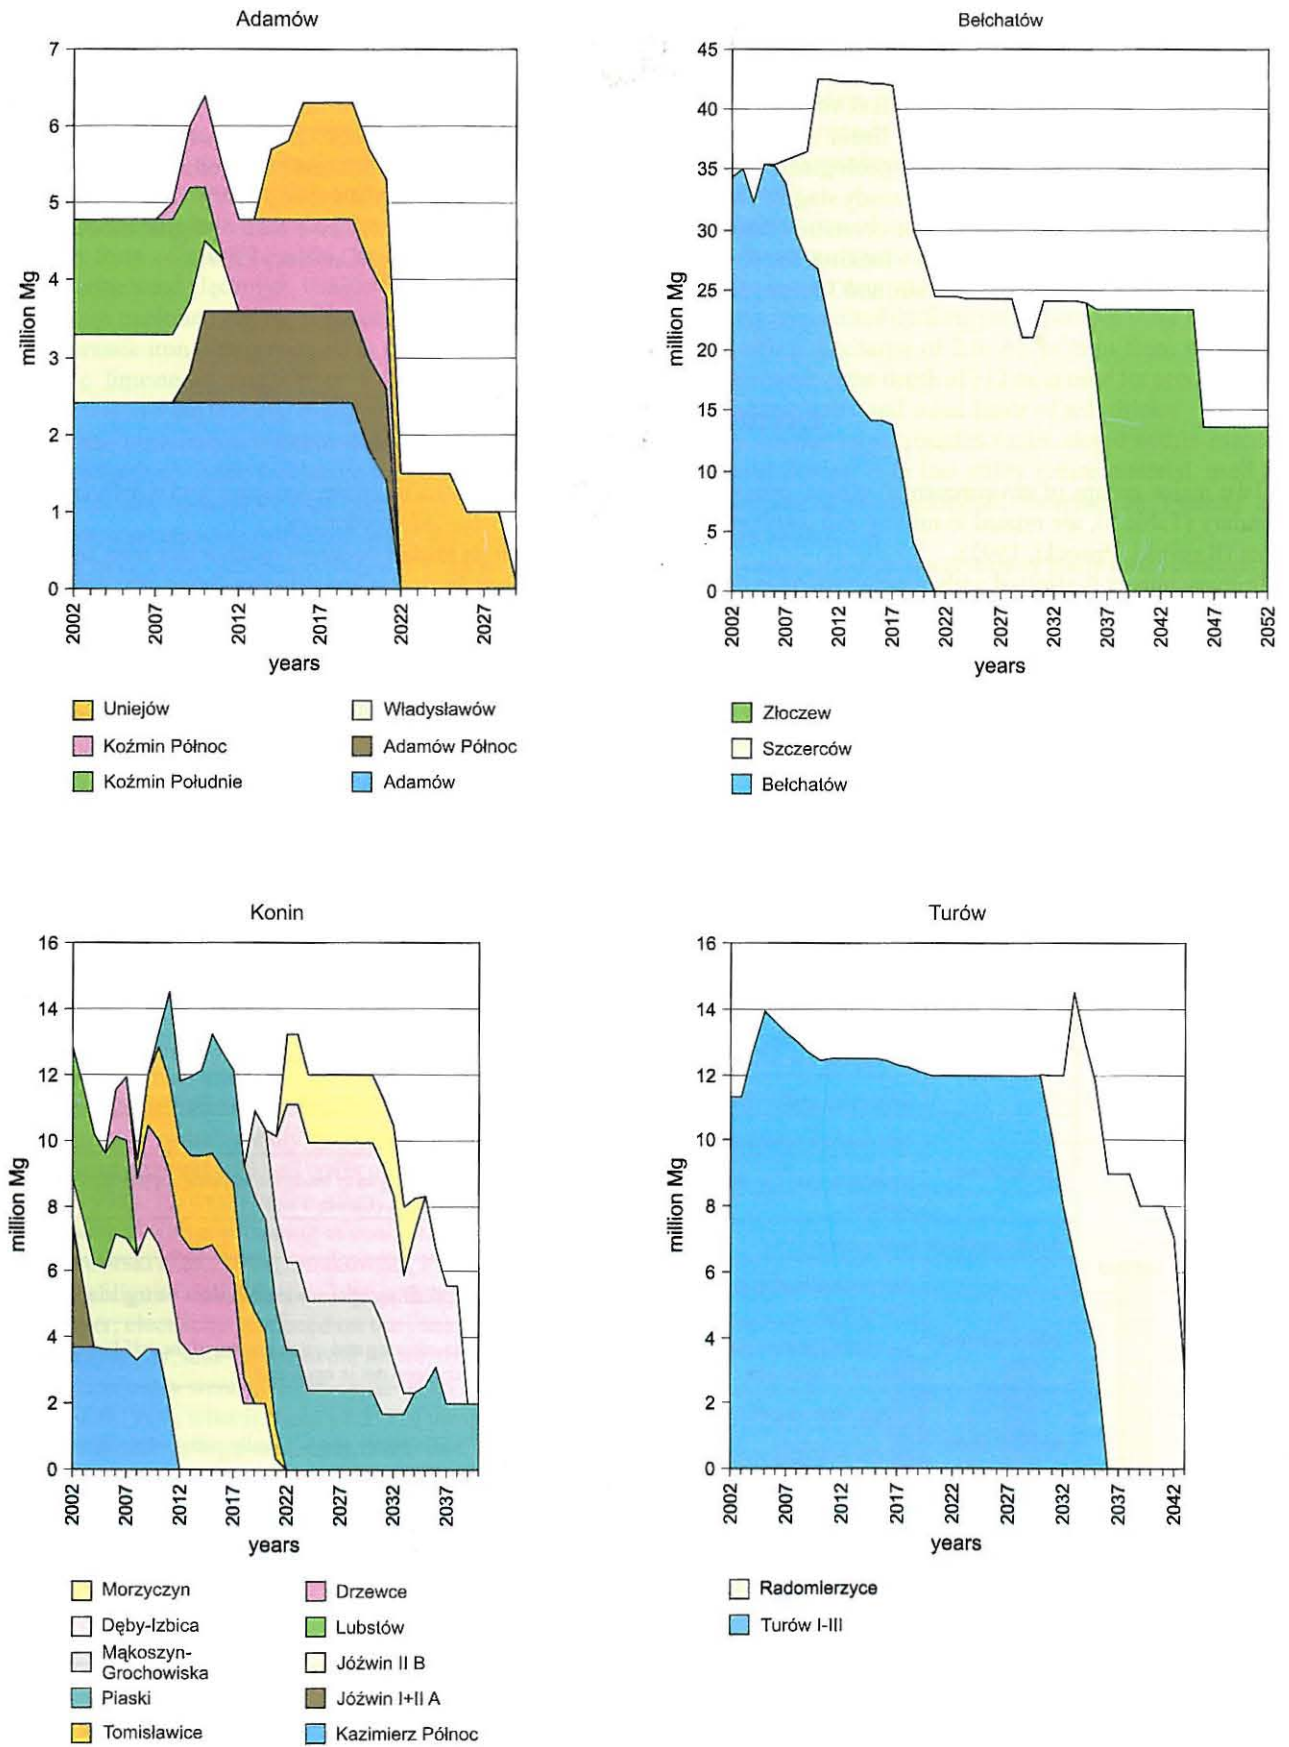 Adamów
7
6
5
4
3
2
1
0
million Mg
2002
2007
2012
2017
2022
2027
years
Uniejów
Koźmin Północ
Koźmin Południe
Władysławów
Adamów Północ
Adamów
Bełchatów
45
40
35
30
25
20
15
10
5
0
million Mg
2002
2007
2012
2017
2022
2027
2032
2037
2042
2047
2052
years
Złoczew
Szczerców
Bełchatów
Konin
16
14
12
10
8
6
4
2
0
million Mg
2002
2007
2012
2017
2022
2027
2032
2037
years
Morzyczyn
Dęby-Izbica
Mąkoszyn-
Grochowiska
Piaski
Tomisławice
Drzewce
Lubstów
Jóźwin II B
Jóźwin I+II A
Kazimierz Północ
Turów
16
14
12
10
8
6
4
2
0
million Mg
2002
2007
2012
2017
2022
2027
2032
2037
2042
years
Radomierzyce
Turów I-III